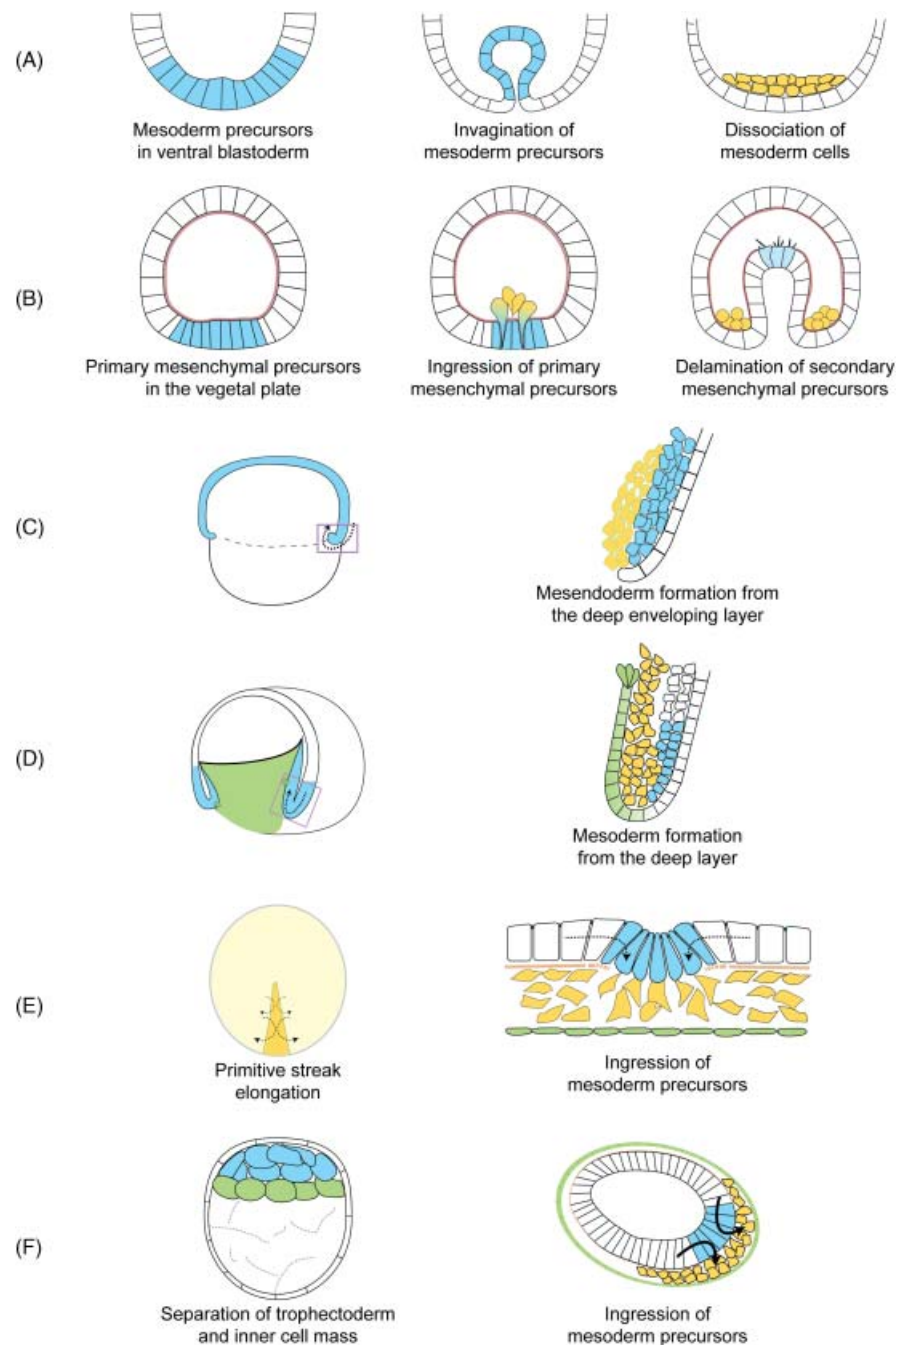 (A)
Mesoderm precursors
in ventral blastoderm
Invagination of
mesoderm precursors
Dissociation of
mesoderm cells
(B)
Primary mesenchymal precursors
in the vegetal plate
Ingression of primary
mesenchymal precursors
Delamination of secondary
mesenchymal precursors
(C)
Mesendoderm formation from
the deep enveloping layer
(D)
Mesoderm formation
from the deep layer
(E)
Primitive streak
elongation
Ingression of
mesoderm precursors
(F)
Separation of trophectoderm
and inner cell mass
Ingression of
mesoderm precursors